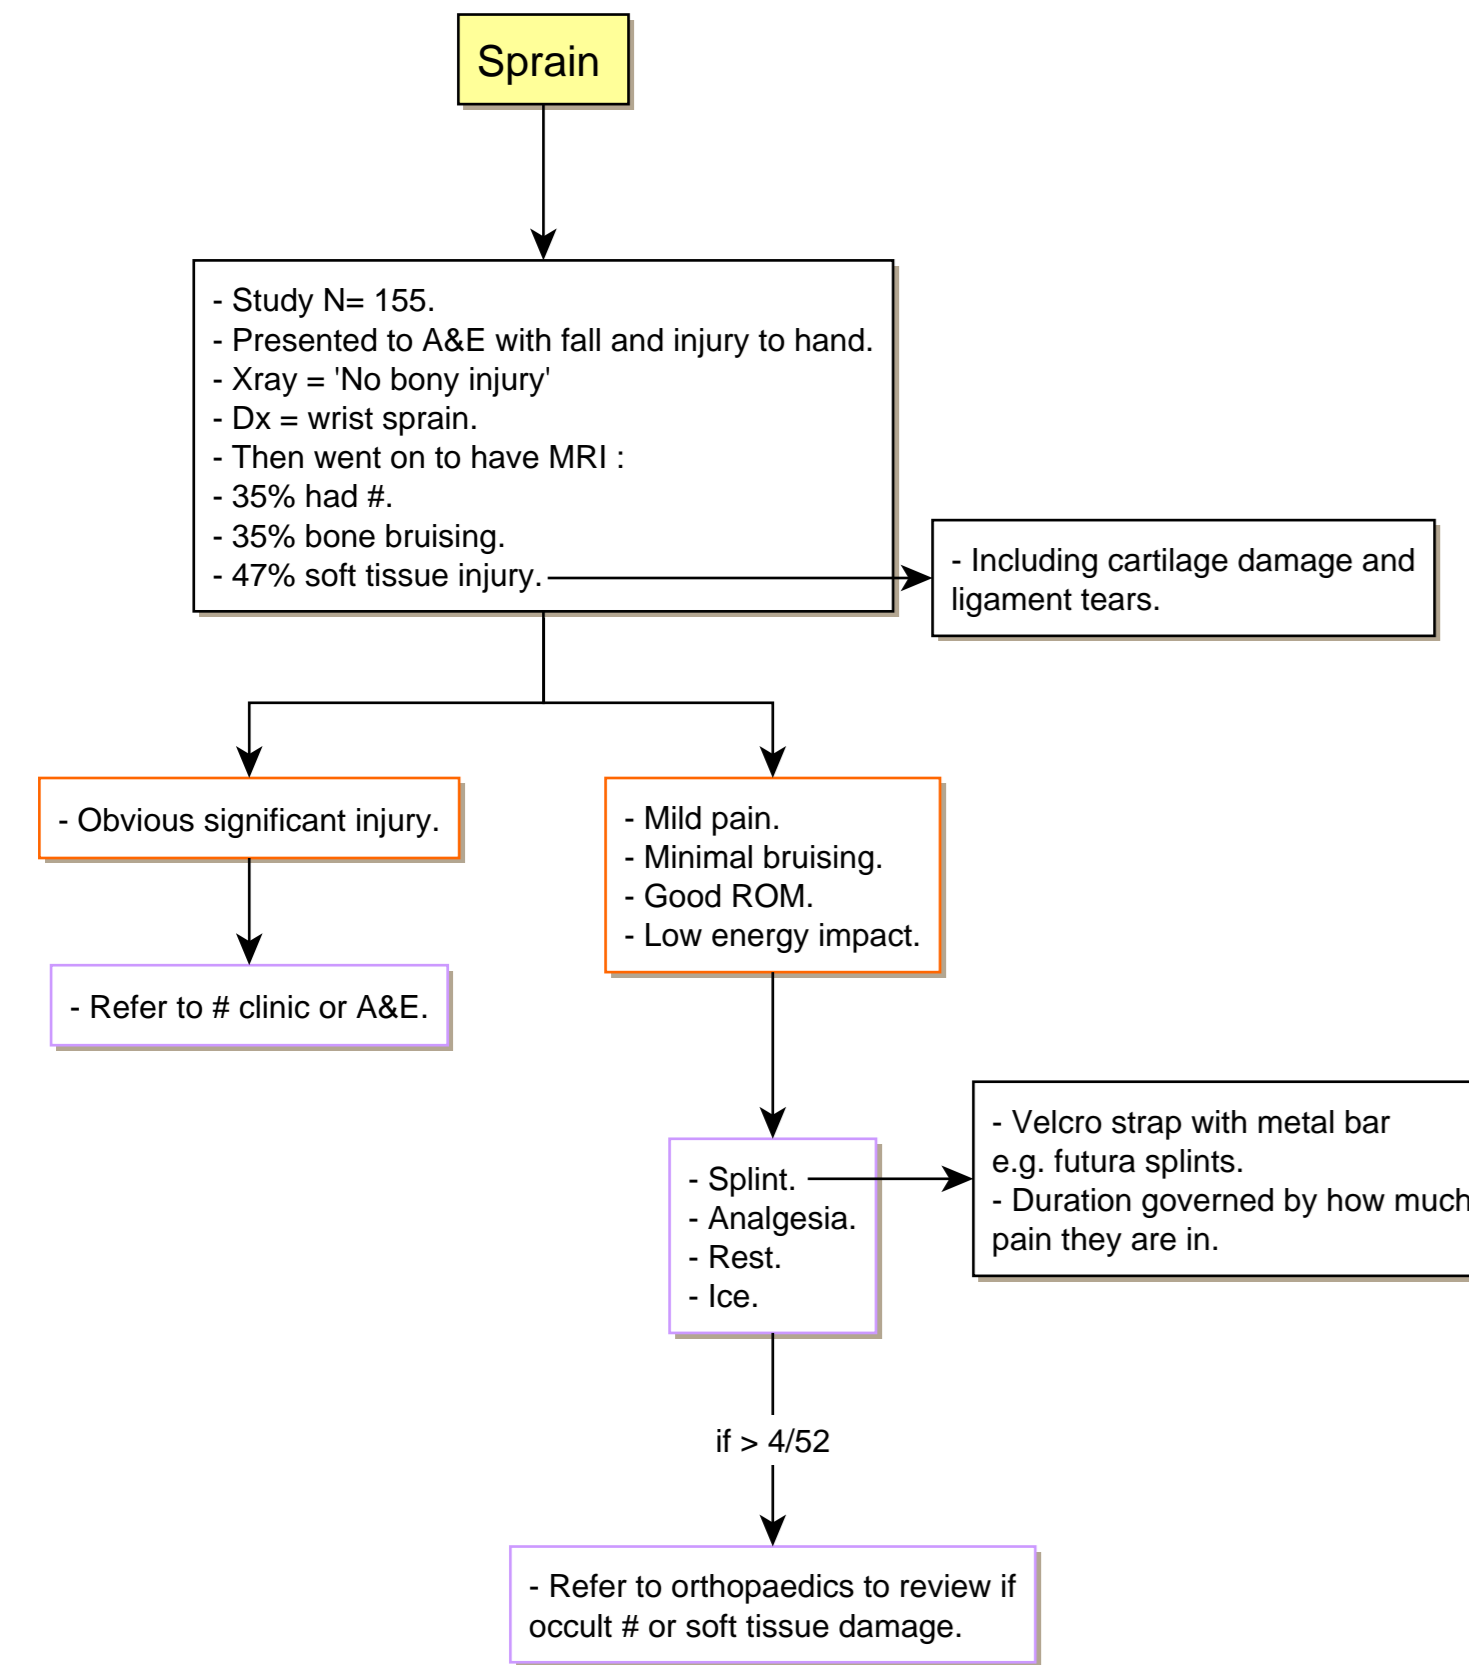 Sprain
- Study N= 155.
- Presented to A&E with fall and injury to hand.
- Xray = 'No bony injury'
- Dx = wrist sprain.
- Then went on to have MRI :
- 35% had #.
- 35% bone bruising.
- 47% soft tissue injury.
- Including cartilage damage and
ligament tears.
- Obvious significant injury.
- Refer to # clinic or A&E.
- Mild pain.
- Minimal bruising.
- Good ROM.
- Low energy impact.
- Splint.
- Analgesia.
- Rest.
- Ice.
- Velcro strap with metal bar
e.g. futura splints.
- Duration governed by how much
pain they are in.
if > 4/52
- Refer to orthopaedics to review if
occult # or soft tissue damage.